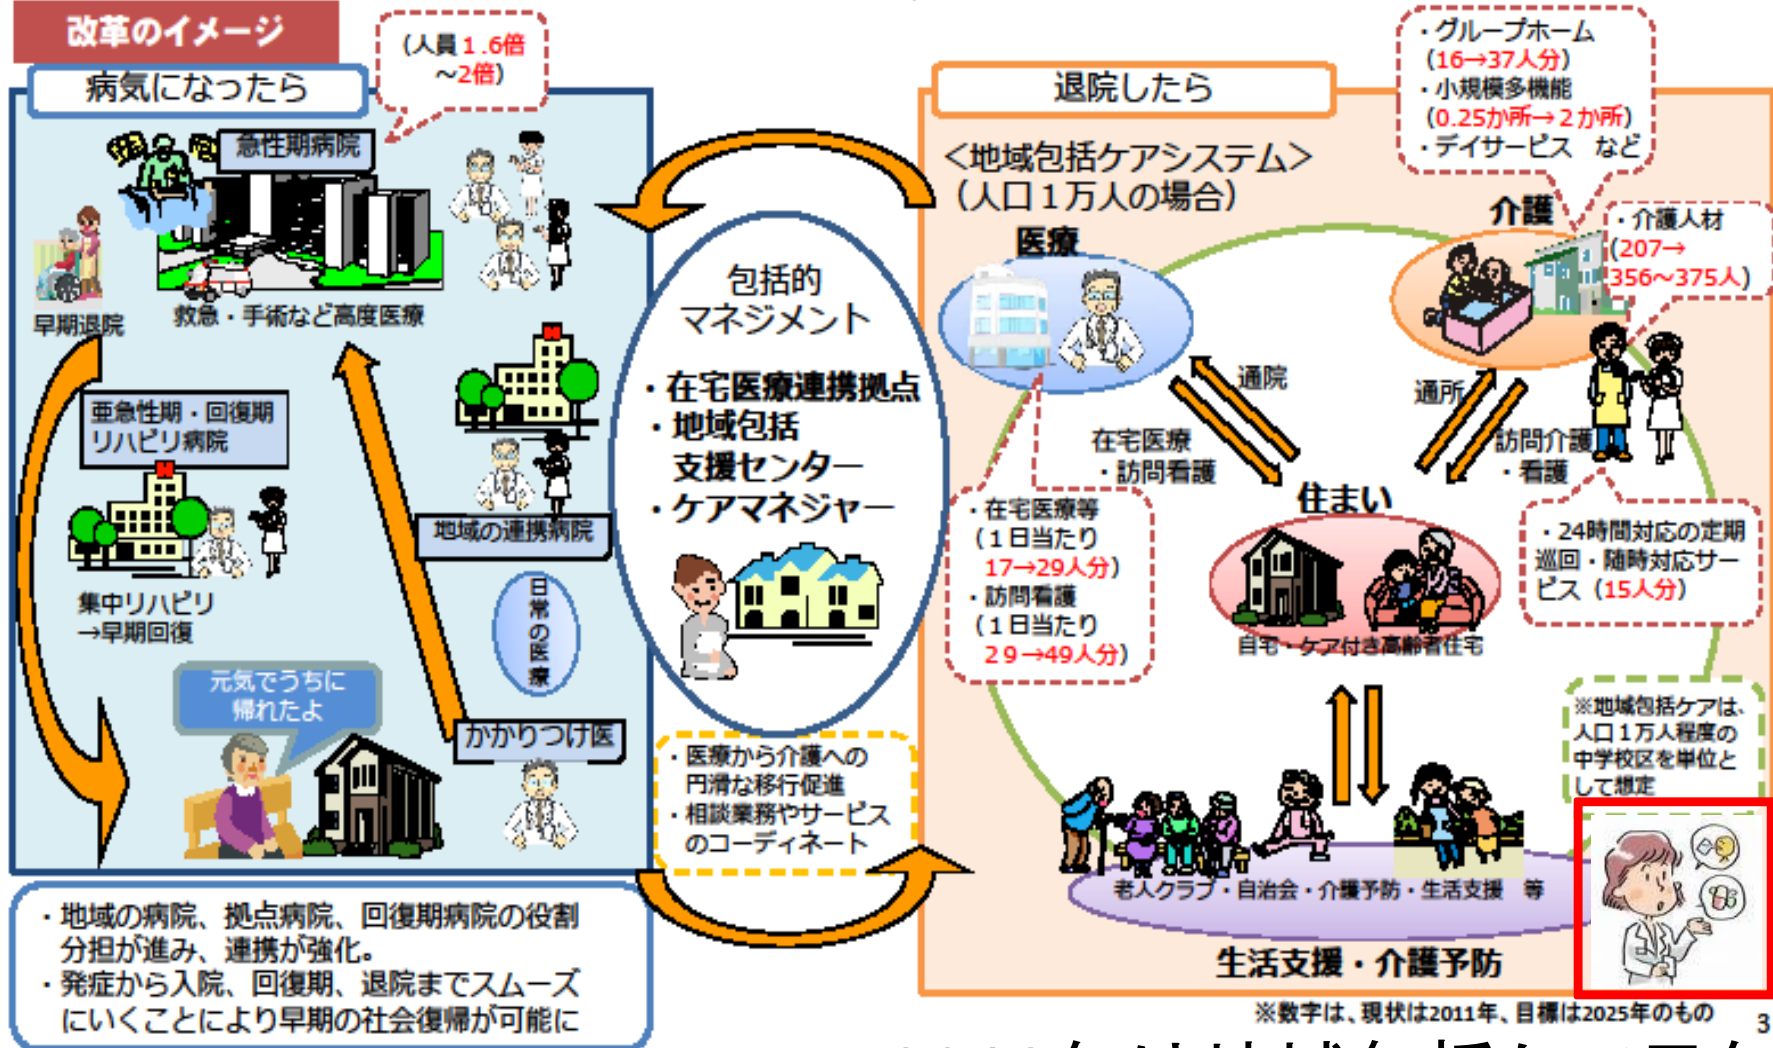 改革のイメージ
(人員1.6倍
～2倍)
病気になったら
急性期病院
救急・手術など高度医療
早期退院
亜急性期・回復期
リハビリ病院
集中リハビリ
→早期回復
地域の連携病院
日常の医療
元気でうちに
帰れたよ
かかりつけ医
・地域の病院、拠点病院、回復期病院の役割
分担が進み、連携が強化。
・発症から入院、回復期、退院までスムーズ
にいくことにより早期の社会復帰が可能に
包括的
マネジメント
・在宅医療連携拠点
・地域包括
支援センター
・ケアマネジャー
・医療から介護への
円滑な移行促進
・相談業務やサービス
のコーディネート
退院したら
＜地域包括ケアシステム＞
(人口1万人の場合)
医療
・グループホーム
(16→37人分)
・小規模多機能
(0.25か所→2か所)
・デイサービス など
介護
・介護人材
(207→
356～375人)
通院
在宅医療
・訪問看護
通所
訪問介護
・看護
・在宅医療等
(1日当たり
17→29人分)
・訪問看護
(1日当たり
29→49人分)
住まい
自宅・ケア付き高齢者住宅
・24時間対応の定期
巡回・随時対応サー
ビス(15人分)
※地域包括ケアは、
人口1万人程度の
中学校区を単位と
して想定
老人クラブ・自治会・介護予防・生活支援 等
生活支援・介護予防
※数字は、現状は2011年、目標は2025年のもの
3